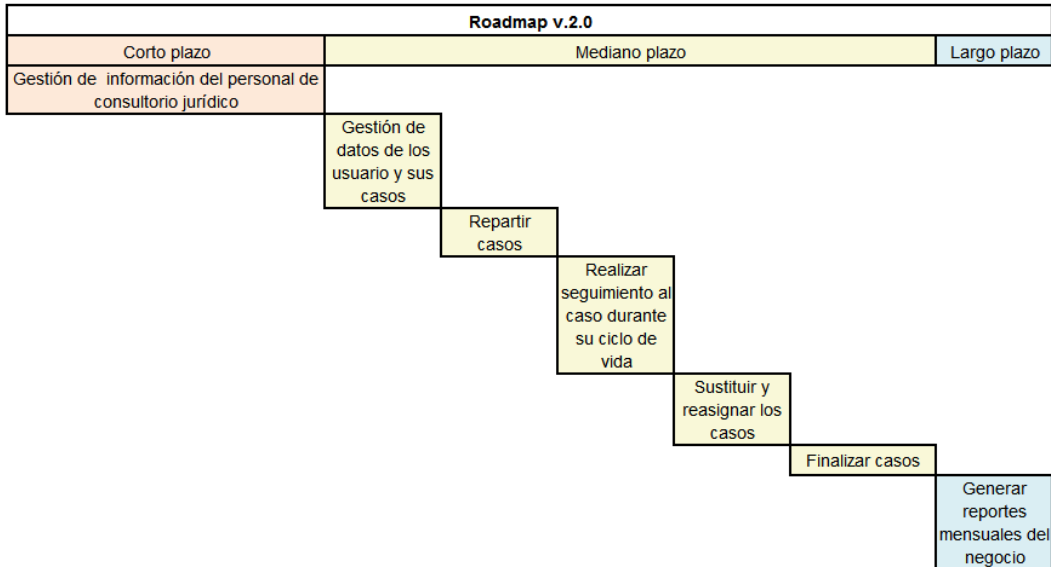 Roadmap v.2.0
Corto plazo
Mediano plazo
Largo plazo
Gestión de información del personal de
consultorio jurídico
Gestión de
datos de los
usuario y sus
casos
Repartir
casos
Realizar
seguimiento al
caso durante
su ciclo de
vida
Sustituir y
reasignar los
casos
Finalizar casos
Generar
reportes
mensuales del
negocio